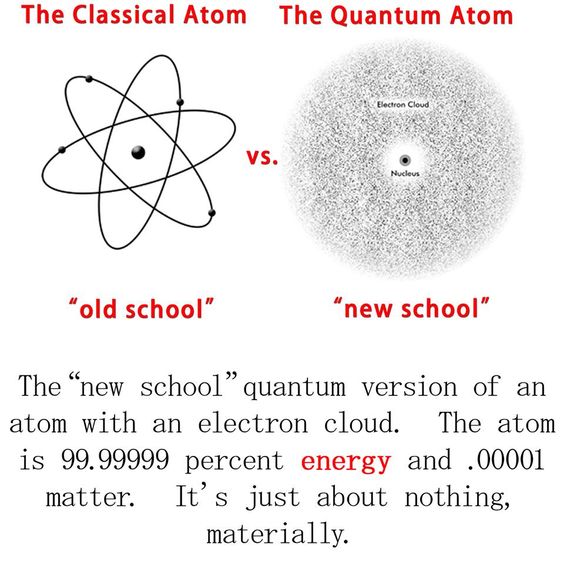 The Classical Atom
The Quantum Atom
Electron Cloud
vs.
Nucleus
“old school”
“new school”
The “new school” quantum version of an
atom with an electron cloud. The atom
is 99.99999 percent energy and .00001
matter. It's just about nothing,
materially.